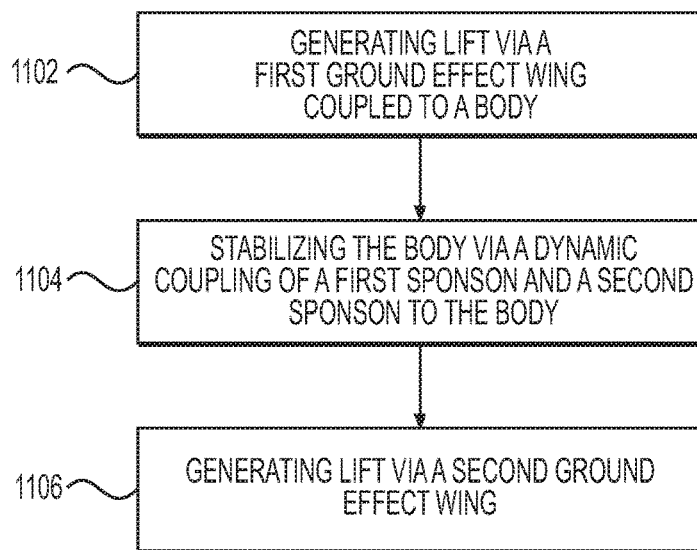 1102
GENERATING LIFT VIA A
FIRST GROUND EFFECT WING
COUPLED TO A BODY
1104
STABILIZING THE BODY VIA A DYNAMIC
COUPLING OF A FIRST SPONSON AND A SECOND
SPONSON TO THE BODY
1106
GENERATING LIFT VIA A SECOND GROUND
EFFECT WING